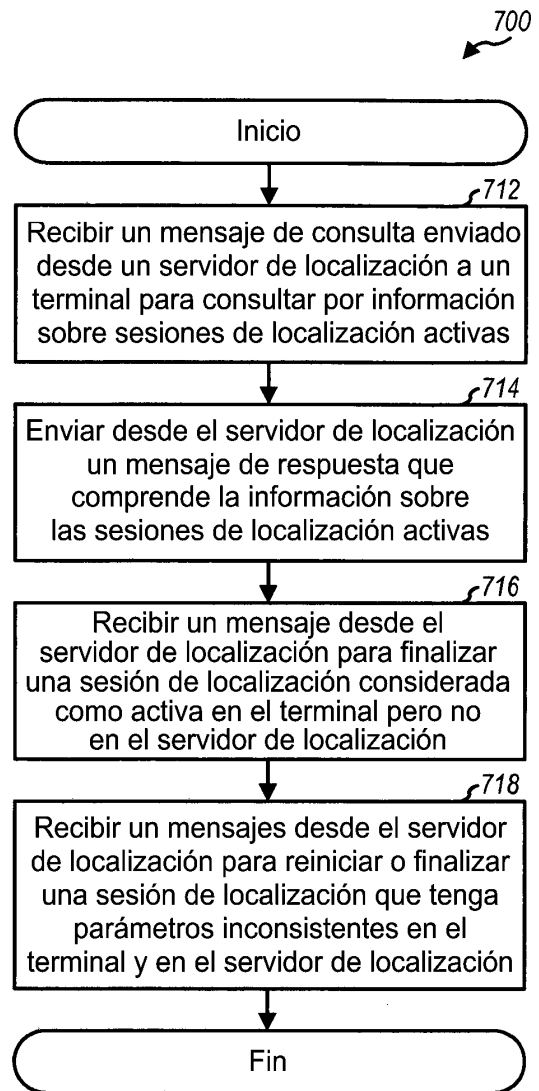 700
Inicio
712
Recibir un mensaje de consulta enviado
desde un servidor de localización a un
terminal para consultar por información
sobre sesiones de localización activas
714
Enviar desde el servidor de localización
un mensaje de respuesta que
comprende la información sobre
las sesiones de localización activas
716
Recibir un mensaje desde el
servidor de localización para finalizar
una sesión de localización considerada
como activa en el terminal pero no
en el servidor de localización
718
Recibir un mensajes desde el servidor
de localización para reiniciar o finalizar
una sesión de localización que tenga
parámetros inconsistentes en el
terminal y en el servidor de localización
Fin